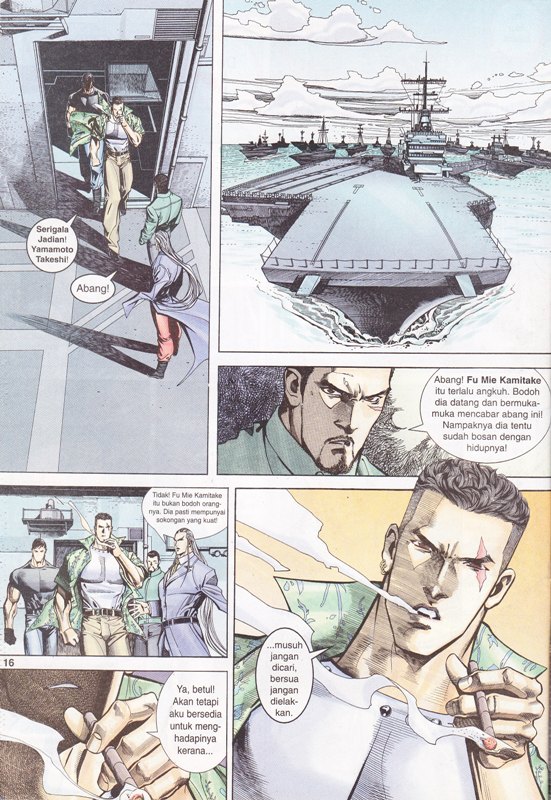 Serigala
Jadian!
Yamamoto
Takeshi!
Abang!
Abang! Fu Mie Kamitake
itu terlalu angkuh. Bodoh
dia datang dan bermuka-
muka mencabar abang ini!
Nampaknya dia tentu
sudah bosan dengan
hidupnya!
Tidak! Fu Mie Kamitake
itu bukan bodoh orang-
nya. Dia pasti mempunyai
sokongan yang kuat!
16
Ya, betul!
Akan tetapi
aku bersedia
untuk meng-
hadapinya
kerana...
...musuh
jangan
dicari,
bersua
jangan
dielak-
kan.